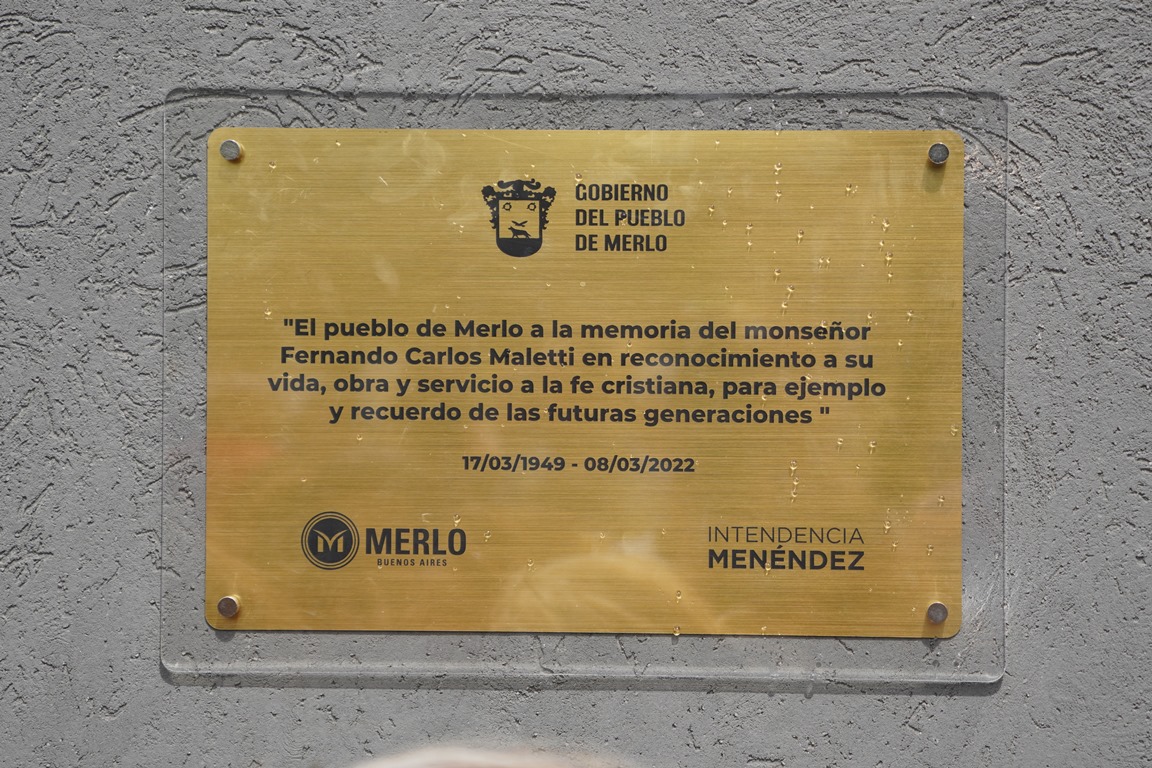 GOBIERNO
DEL PUEBLO
DE MERLO
"El pueblo de Merlo a la memoria del monseñor
Fernando Carlos Maletti en reconocimiento a su
vida, obra y servicio a la fe cristiana, para ejemplo
y recuerdo de las futuras generaciones "
17/03/1949 - 08/03/2022
M MERLO
BUENOS AIRES
INTENDENCIA
MENÉNDEZ